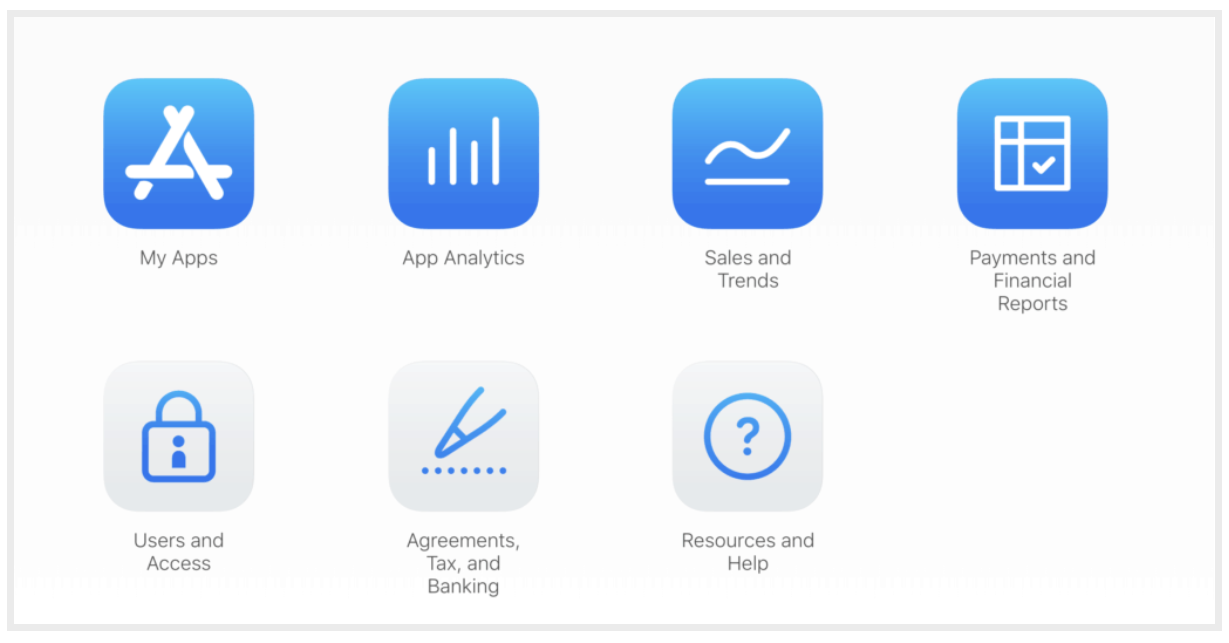 My Apps
App Analytics
Sales and
Trends
Payments and
Financial
Reports
Users and
Access
Agreements,
Tax, and
Banking
Resources and
Help